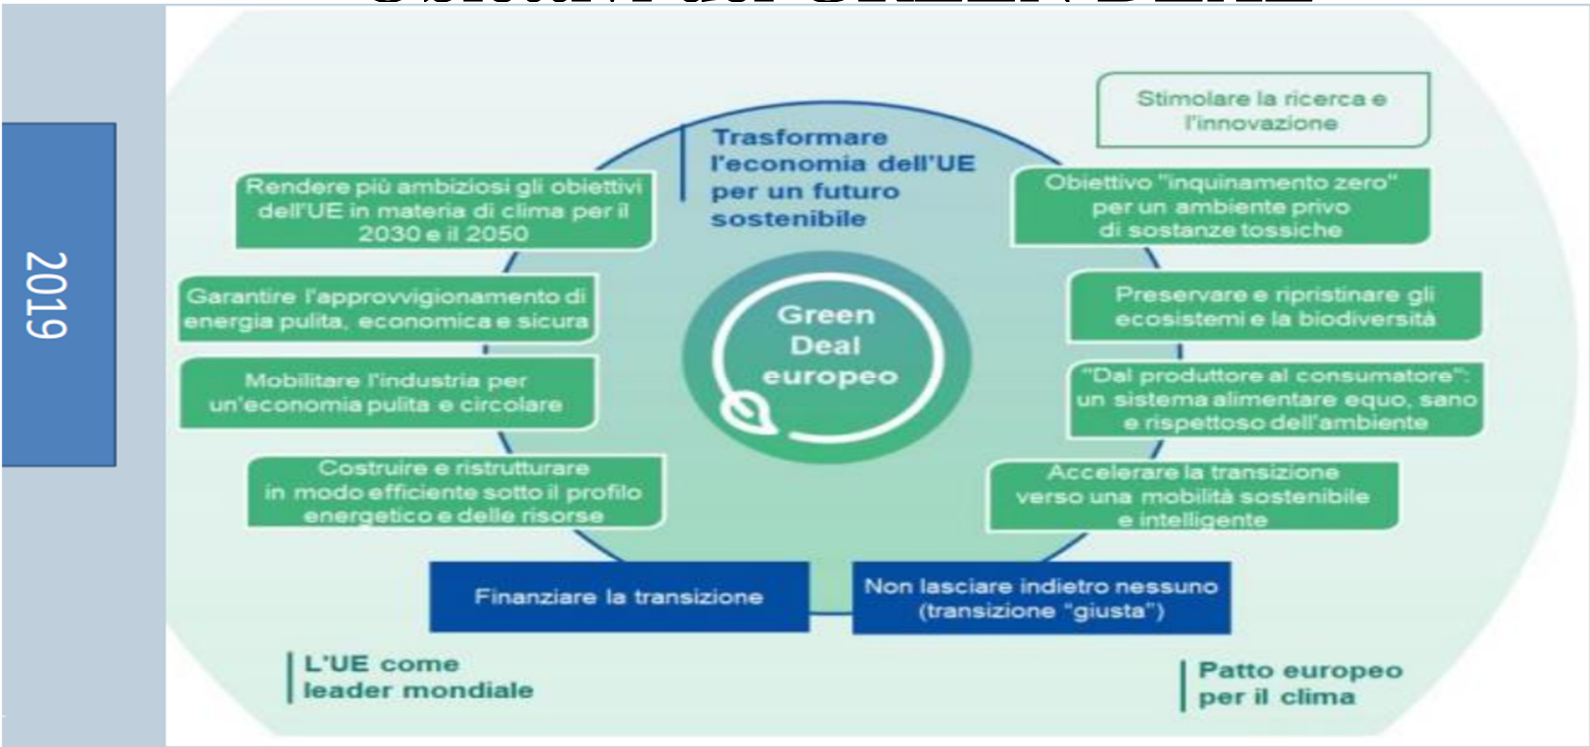 2019
Trasformare
l'economia dell'UE
per un futuro
sostenibile
Stimolare la ricerca e
l'innovazione
Rendere più ambiziosi gli obiettivi
dell'UE in materia di clima per il
2030 e il 2050
Obiettivo "inquinamento zero"
per un ambiente privo
di sostanze tossiche
Garantire l'approvvigionamento di
energia pulita, economica e sicura
Green
Deal
europeo
Preservare e ripristinare gli
ecosistemi e la biodiversità
Mobilitare l'industria per
un'economia pulita e circolare
"Dal produttore al consumatore":
un sistema alimentare equo, sano
e rispettoso dell'ambiente
Costruire e ristrutturare
in modo efficiente sotto il profilo
energetico e delle risorse
Accelerare la transizione
verso una mobilità sostenibile
e intelligente
Finanziare la transizione
Non lasciare indietro nessuno
(transizione “giusta”)
L'UE come
leader mondiale
Patto europeo
per il clima